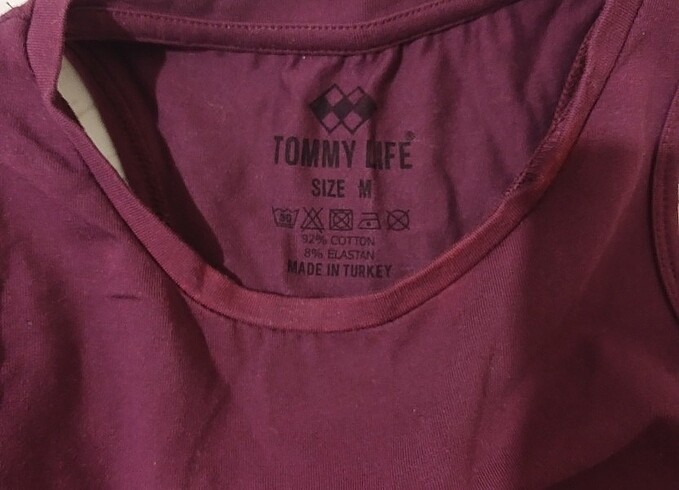 TOMMY LIFE®
SIZE M
92% COTTON
8% ELASTAN
MADE IN TURKEY